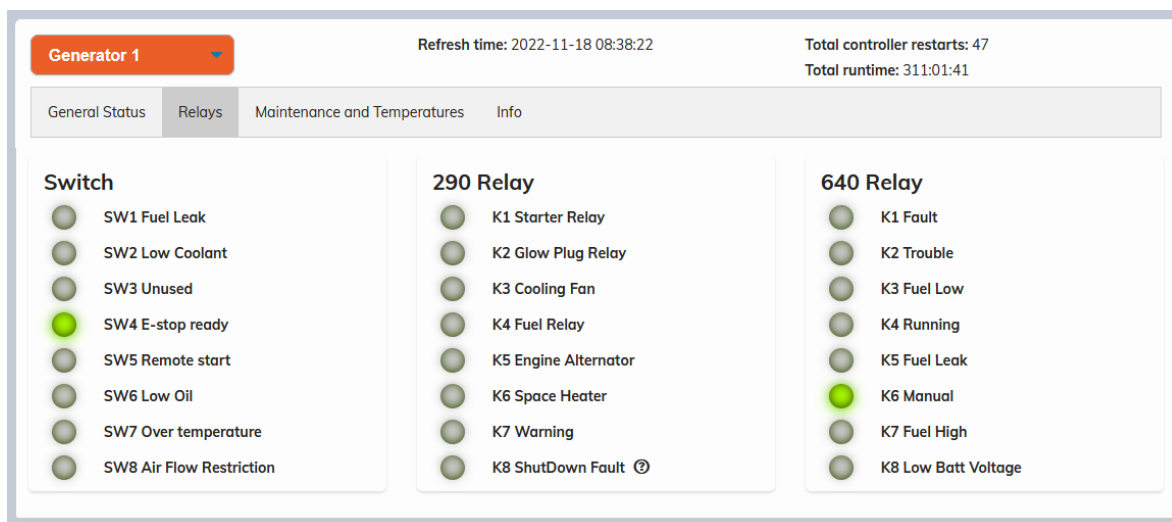 Generator 1
Refresh time: 2022-11-18 08:38:22
Total controller restarts: 47
Total runtime: 311:01:41
General Status
Relays
Maintenance and Temperatures
Info
Switch
SW1 Fuel Leak
SW2 Low Coolant
SW3 Unused
SW4 E-stop ready
SW5 Remote start
SW6 Low Oil
SW7 Over temperature
SW8 Air Flow Restriction
290 Relay
K1 Starter Relay
K2 Glow Plug Relay
K3 Cooling Fan
K4 Fuel Relay
K5 Engine Alternator
K6 Space Heater
K7 Warning
K8 ShutDown Fault ?
640 Relay
K1 Fault
K2 Trouble
K3 Fuel Low
K4 Running
K5 Fuel Leak
K6 Manual
K7 Fuel High
K8 Low Batt Voltage